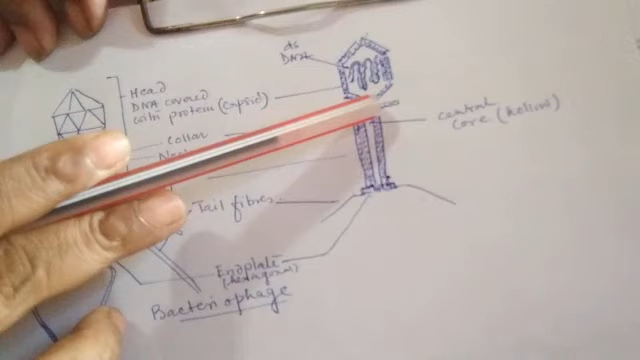 ds
DNA
Head
DNA covered
with protein (capsid)
Collar
central
core (hollow)
Tail fibres
Endplate
(hexagonal)
Bacteriophage